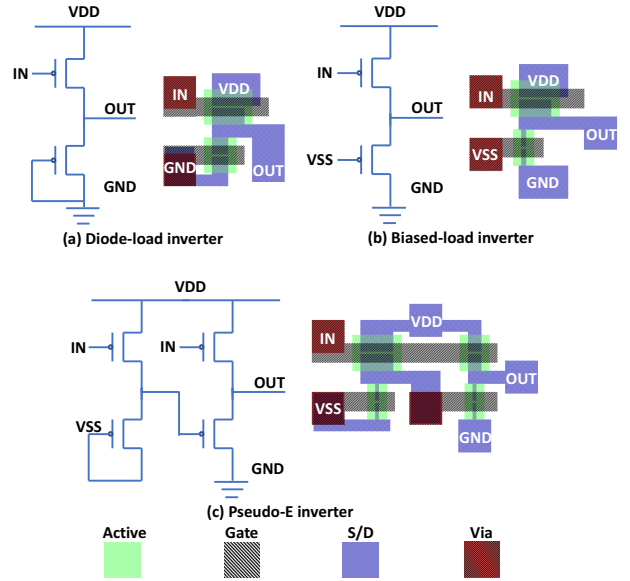 VDD
IN
OUT
GND
IN
VDD
GND
OUT
(a) Diode-load inverter
VDD
IN
OUT
VSS
GND
IN
VDD
VSS
OUT
GND
(b) Biased-load inverter
VDD
IN
IN
OUT
VSS
GND
IN
VDD
OUT
VSS
GND
(c) Pseudo-E inverter
Active
Gate
S/D
Via